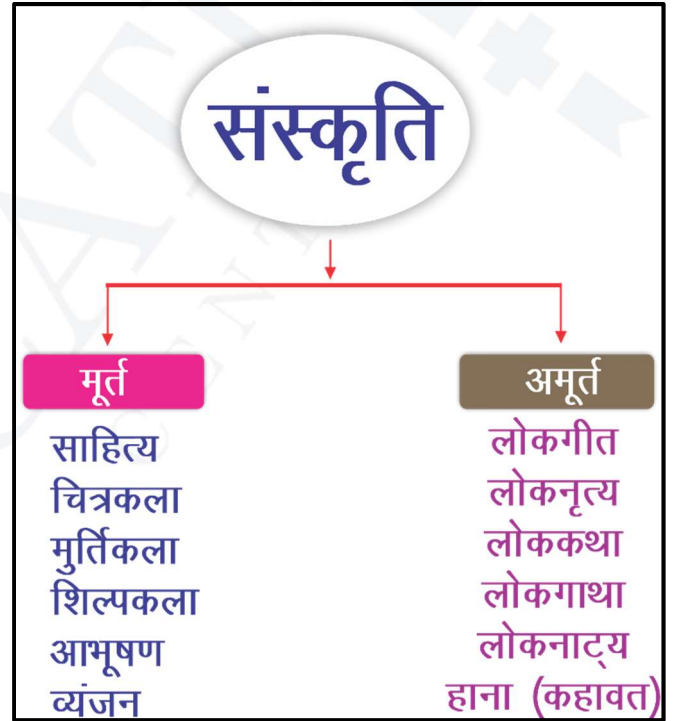 संस्कृति
मूर्त
साहित्य
चित्रकला
मुर्तिकला
शिल्पकला
आभूषण
व्यंजन
अमूर्त
लोकगीत
लोकनृत्य
लोककथा
लोकगाथा
लोकनाट्य
हाना (कहावत)